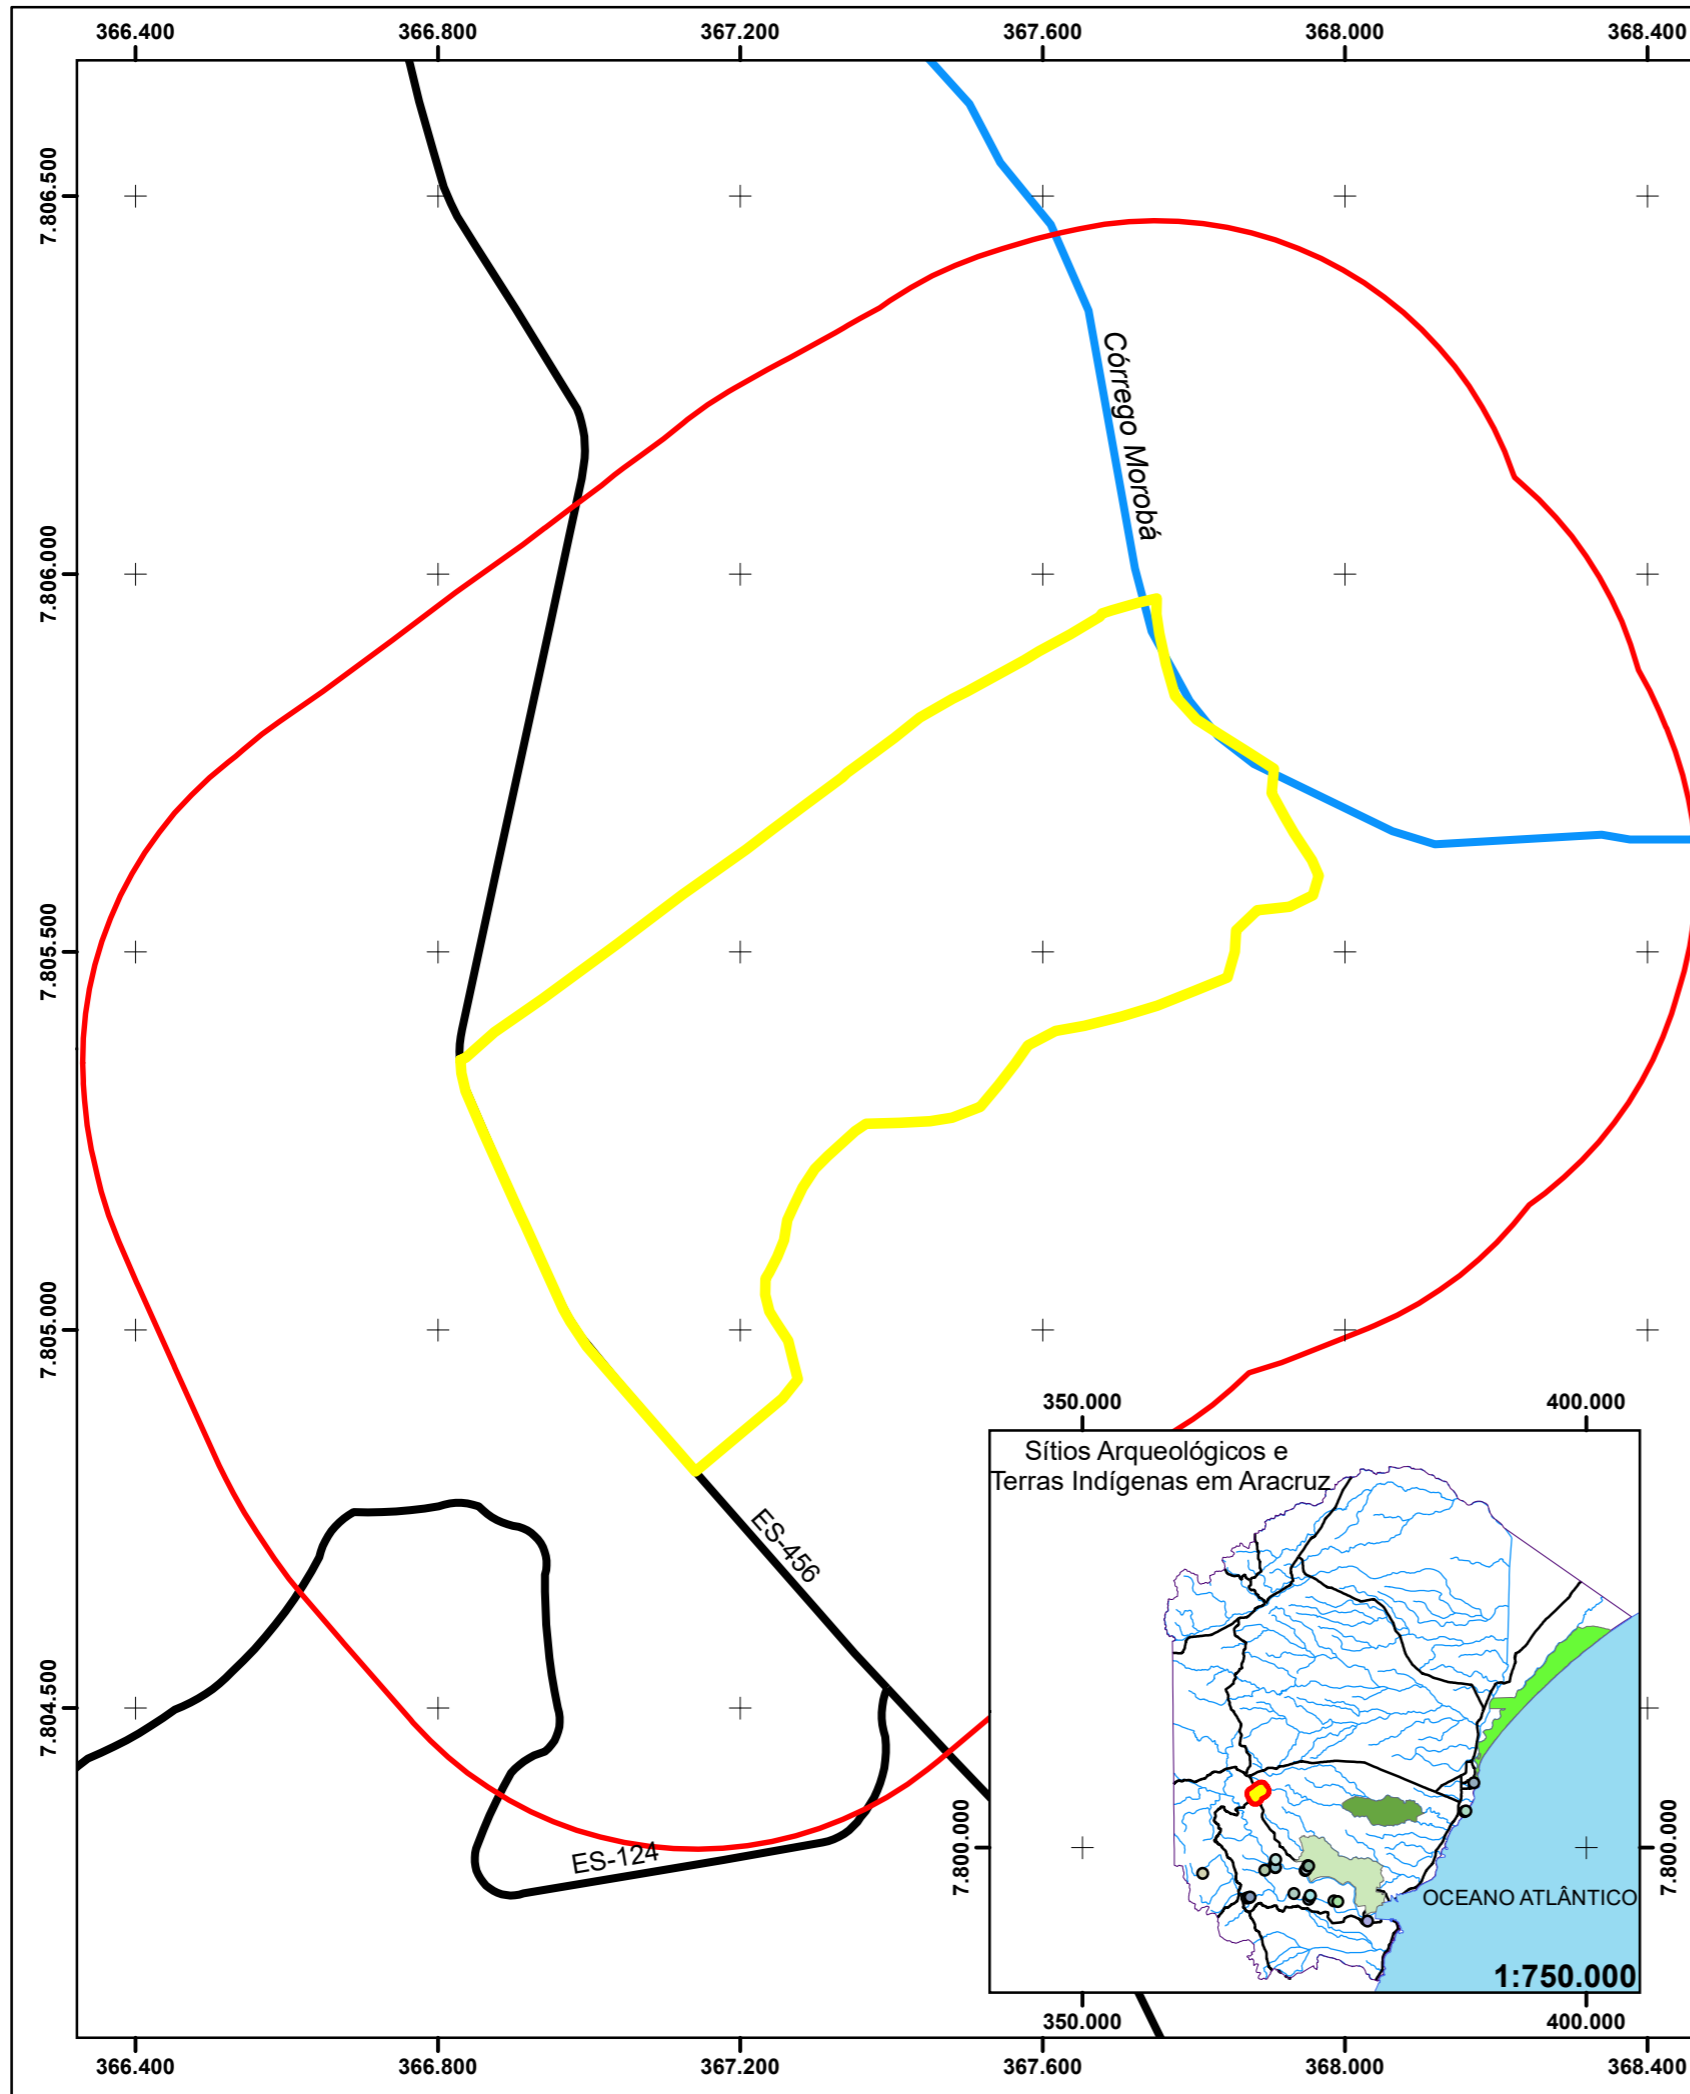 366.400 366.800 367.200 367.600 368.000 368.400
7.806.500
Córrego Morobá
7.806.000
7.805.500
7.805.000
350.000 400.000
Sítios Arqueológicos e
Terras Indígenas em Aracruz
ES-456
7.804.500
ES-124
7.800.000 7.800.000
OCEANO ATLÂNTICO
1:750.000
350.000 400.000
366.400 366.800 367.200 367.600 368.000 368.400